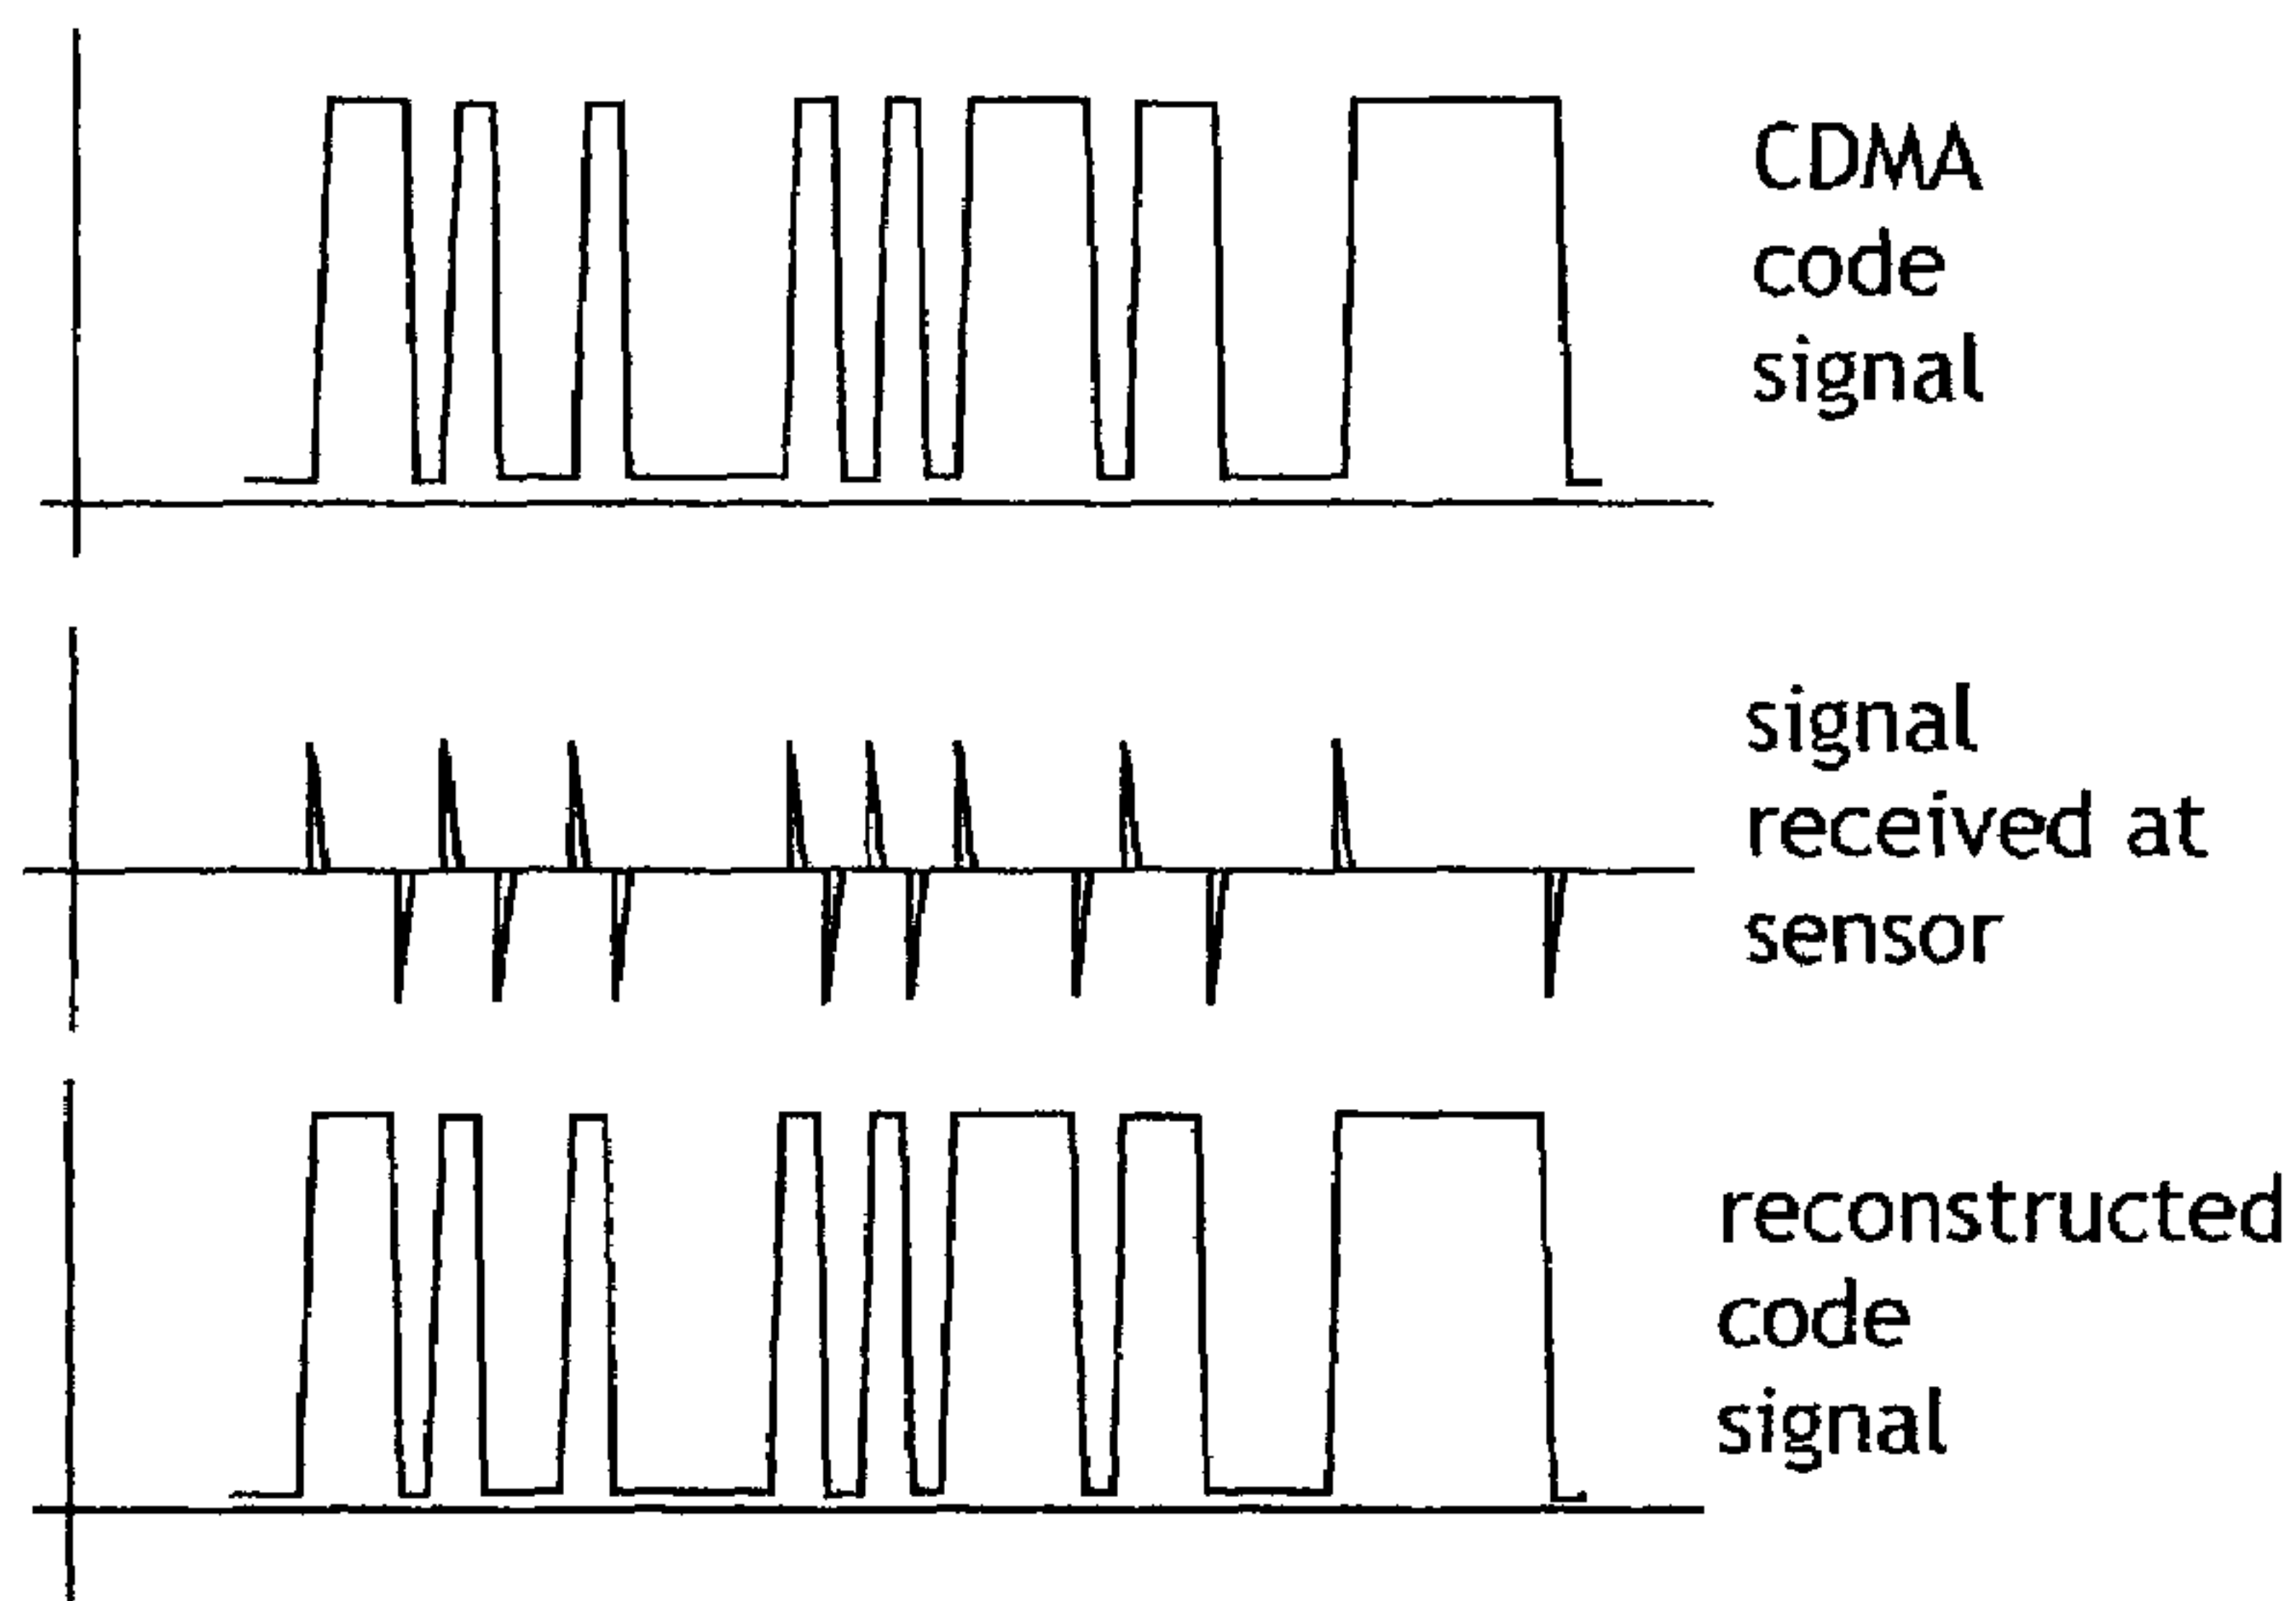 CDMA
code
signal
signal
received at
sensor
reconstructed
code
signal